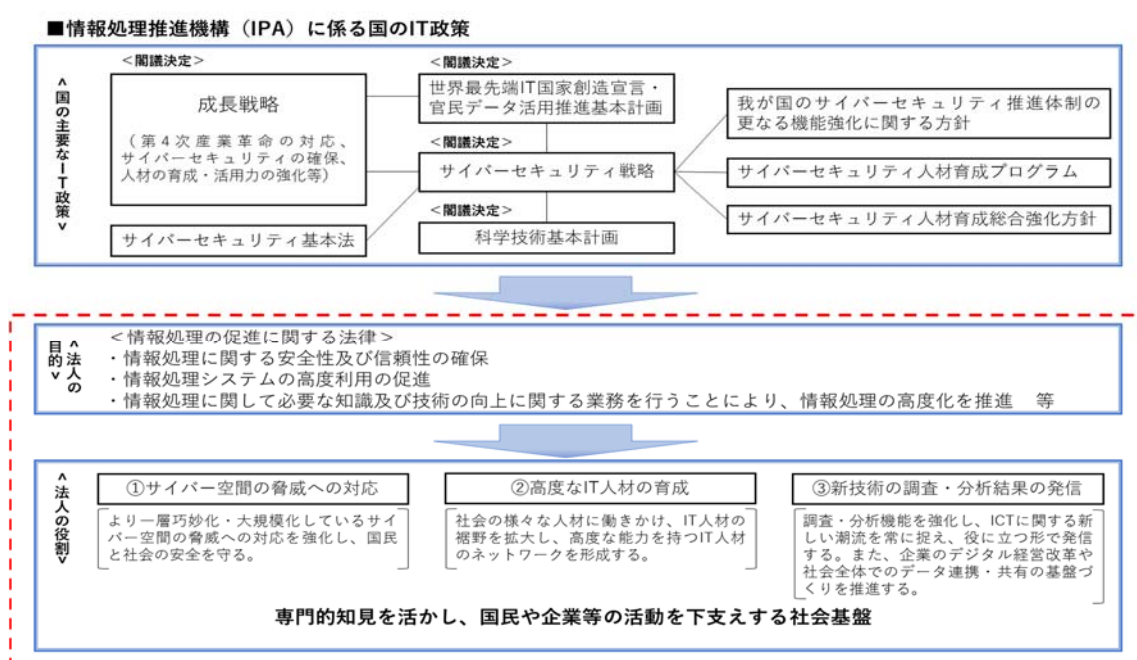 ■情報処理推進機構（IPA）に係る国のIT政策
＜国の主要なIT政策＞
＜閣議決定＞
成長戦略
（第4次産業革命の対応、
サイバーセキュリティの確保、
人材の育成・活用力の強化等）
サイバーセキュリティ基本法
＜閣議決定＞
世界最先端IT国家創造宣言・
官民データ活用推進基本計画
＜閣議決定＞
サイバーセキュリティ戦略
＜閣議決定＞
科学技術基本計画
我が国のサイバーセキュリティ推進体制の
更なる機能強化に関する方針
サイバーセキュリティ人材育成プログラム
サイバーセキュリティ人材育成総合強化方針
＜法人の
目的＞
＜情報処理の促進に関する法律＞
・情報処理に関する安全性及び信頼性の確保
・情報処理システムの高度利用の促進
・情報処理に関して必要な知識及び技術の向上に関する業務を行うことにより、情報処理の高度化を推進　等
＜法人の役割＞
①サイバー空間の脅威への対応
より一層巧妙化・大規模化しているサイ
バー空間の脅威への対応を強化し、国民
と社会の安全を守る。
②高度なIT人材の育成
社会の様々な人材に働きかけ、IT人材の
裾野を拡大し、高度な能力を持つIT人材
のネットワークを形成する。
③新技術の調査・分析結果の発信
調査・分析機能を強化し、ICTに関する新
しい潮流を常に捉え、役に立つ形で発信
する。また、企業のデジタル経営改革や
社会全体でのデータ連携・共有の基盤づ
くりを推進する。
専門的知見を活かし、国民や企業等の活動を下支えする社会基盤